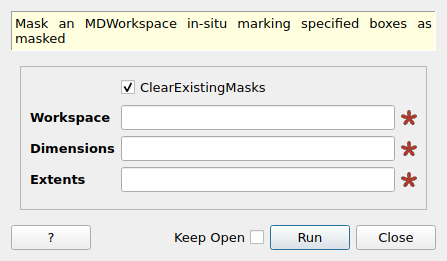 Mask an MDWorkspace in-situ marking specified boxes as
masked
ClearExistingMasks
Workspace
Dimensions
Extents
? Keep Open Run Close